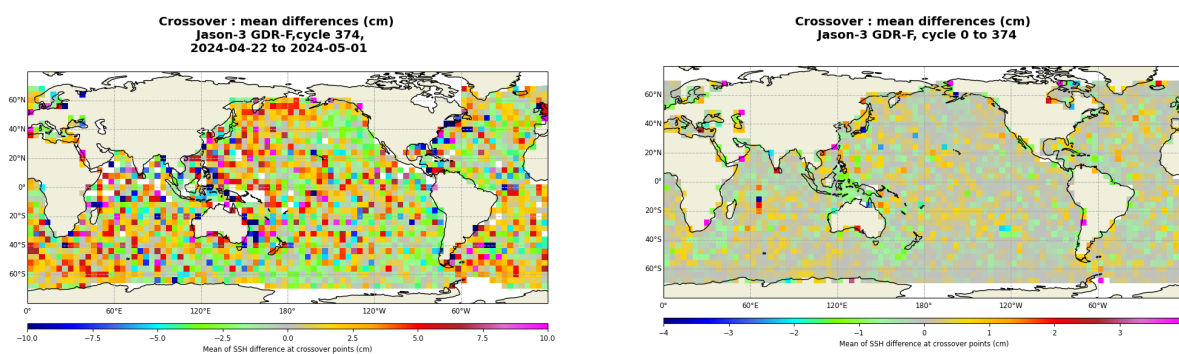 Crossover : mean differences (cm)
Jason-3 GDR-F,cycle 374,
2024-04-22 to 2024-05-01
60°N
40°N
20°N
0°
20°S
40°S
60°S
0° 60°E 120°E 180° 120°W 60°W
−10.0 −7.5 −5.0 −2.5 0.0 2.5 5.0 7.5 10.0
Mean of SSH difference at crossover points (cm)
Crossover : mean differences (cm)
Jason-3 GDR-F, cycle 0 to 374
60°N
40°N
20°N
0°
20°S
40°S
60°S
0° 60°E 120°E 180° 120°W 60°W
−4 −3 −2 −1 0 1 2 3
Mean of SSH difference at crossover points (cm)